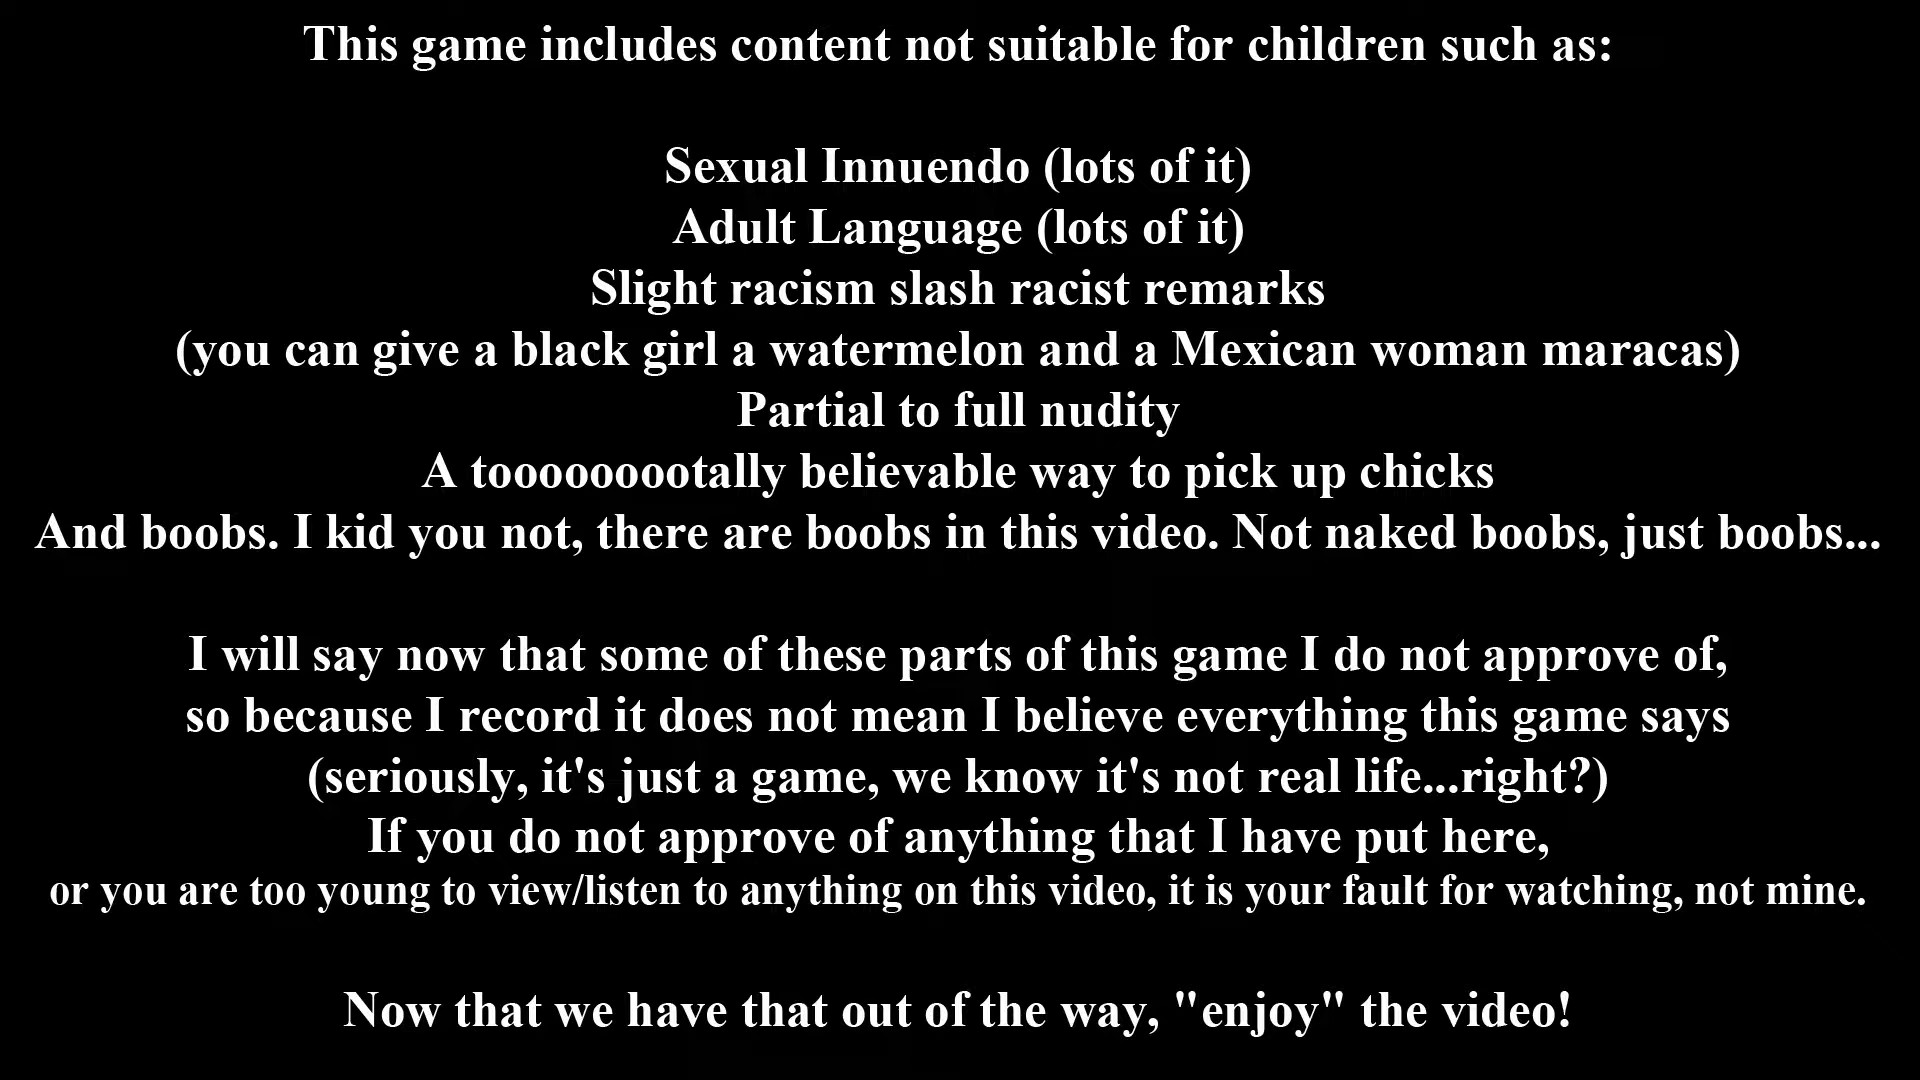 This game includes content not suitable for children such as:
Sexual Innuendo (lots of it)
Adult Language (lots of it)
Slight racism slash racist remarks
(you can give a black girl a watermelon and a Mexican woman maracas)
Partial to full nudity
A tooooooootally believable way to pick up chicks
And boobs. I kid you not, there are boobs in this video. Not naked boobs, just boobs...
I will say now that some of these parts of this game I do not approve of,
so because I record it does not mean I believe everything this game says
(seriously, it's just a game, we know it's not real life...right?)
If you do not approve of anything that I have put here,
or you are too young to view/listen to anything on this video, it is your fault for watching, not mine.
Now that we have that out of the way, "enjoy" the video!